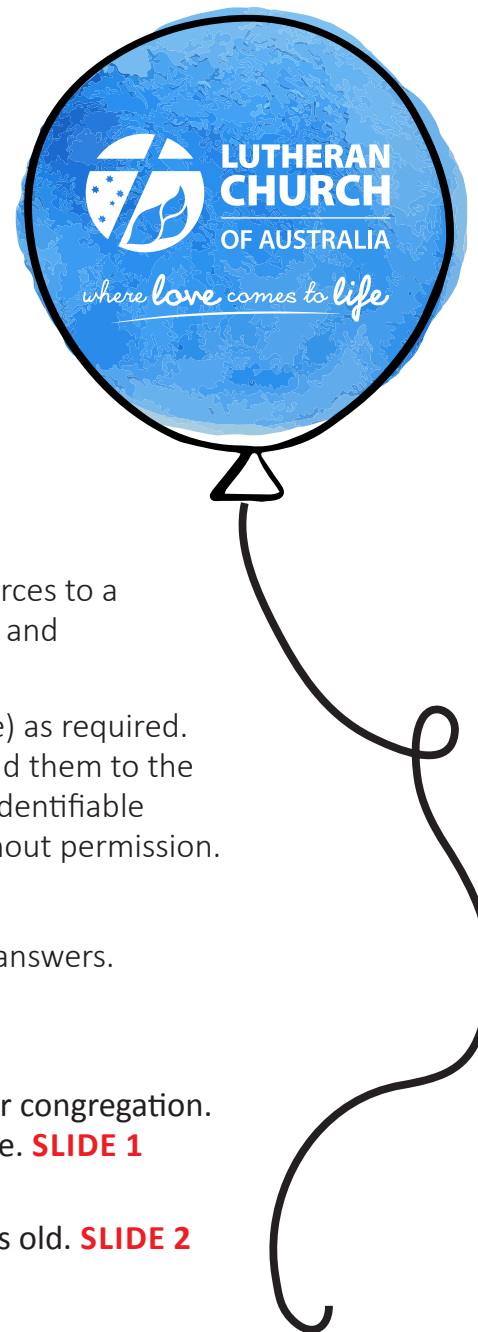 LUTHERAN
CHURCH
OF AUSTRALIA
where love comes to life
rces to a
and
e) as required.
d them to the
dentifiable
out permission.
answers.
r congregation.
e. SLIDE 1
s old. SLIDE 2